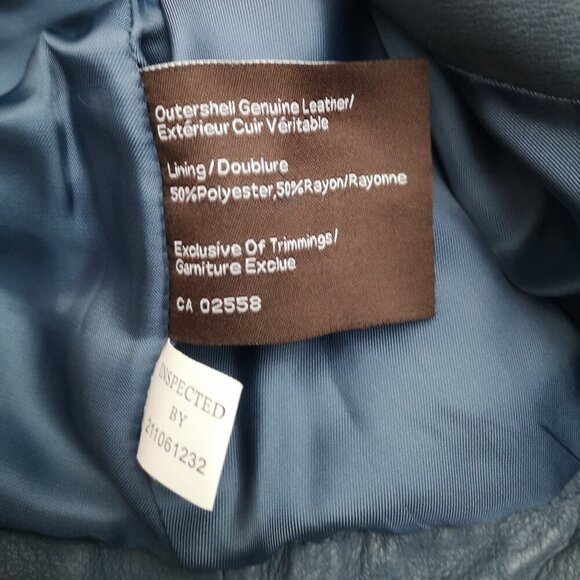 Outershell Genuine Leather/
Extérieur Cuir Véritable
Lining/Doublure
50%Polyester,50%Rayon/Rayonne
Exclusive Of Trimmings/
Garniture Exclue
CA 02558
INSPECTED
BY
211061232